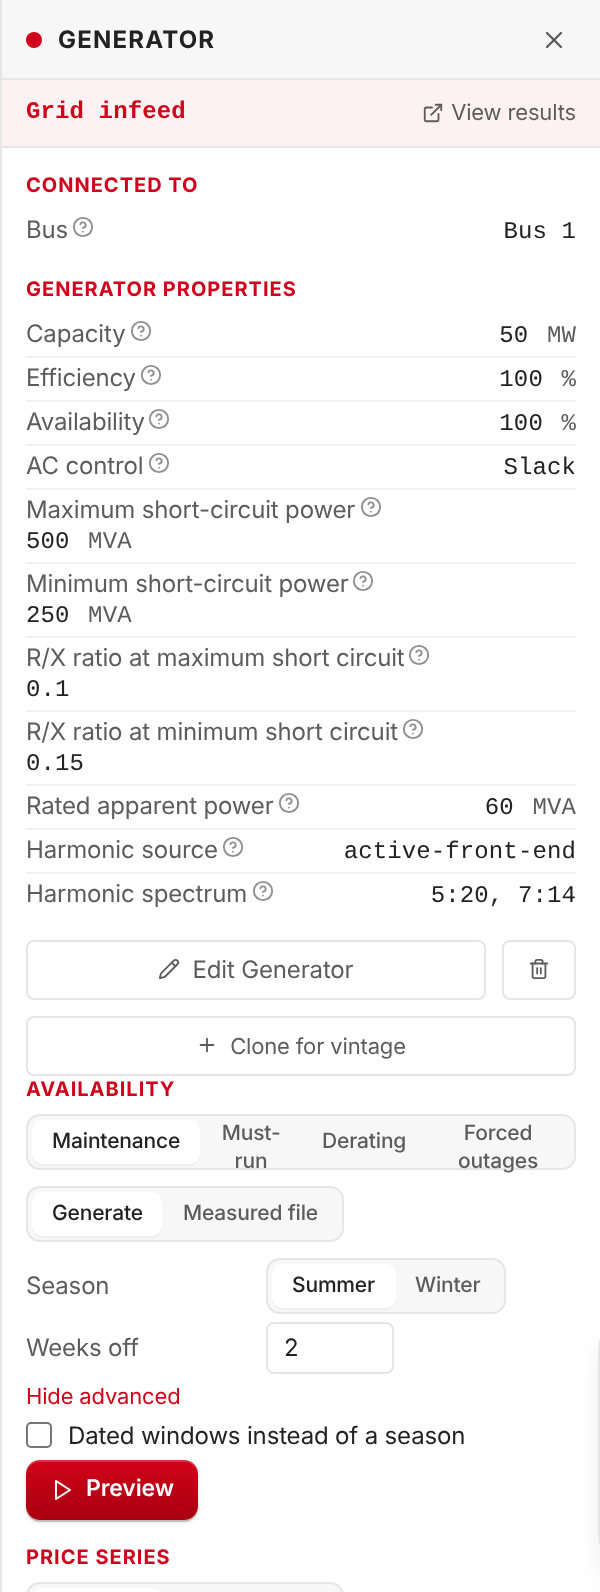 GENERATOR
Grid infeed
View results
CONNECTED TO
Bus
Bus 1
GENERATOR PROPERTIES
Capacity
50 MW
Efficiency
100 %
Availability
100 %
AC control
Slack
Maximum short-circuit power
500 MVA
Minimum short-circuit power
250 MVA
R/X ratio at maximum short circuit
0.1
R/X ratio at minimum short circuit
0.15
Rated apparent power
60 MVA
Harmonic source
active-front-end
Harmonic spectrum
5:20, 7:14
Edit Generator
+ Clone for vintage
AVAILABILITY
Maintenance
Must-
run
Derating
Forced
outages
Generate
Measured file
Season
Summer
Winter
Weeks off
2
Hide advanced
Dated windows instead of a season
Preview
PRICE SERIES